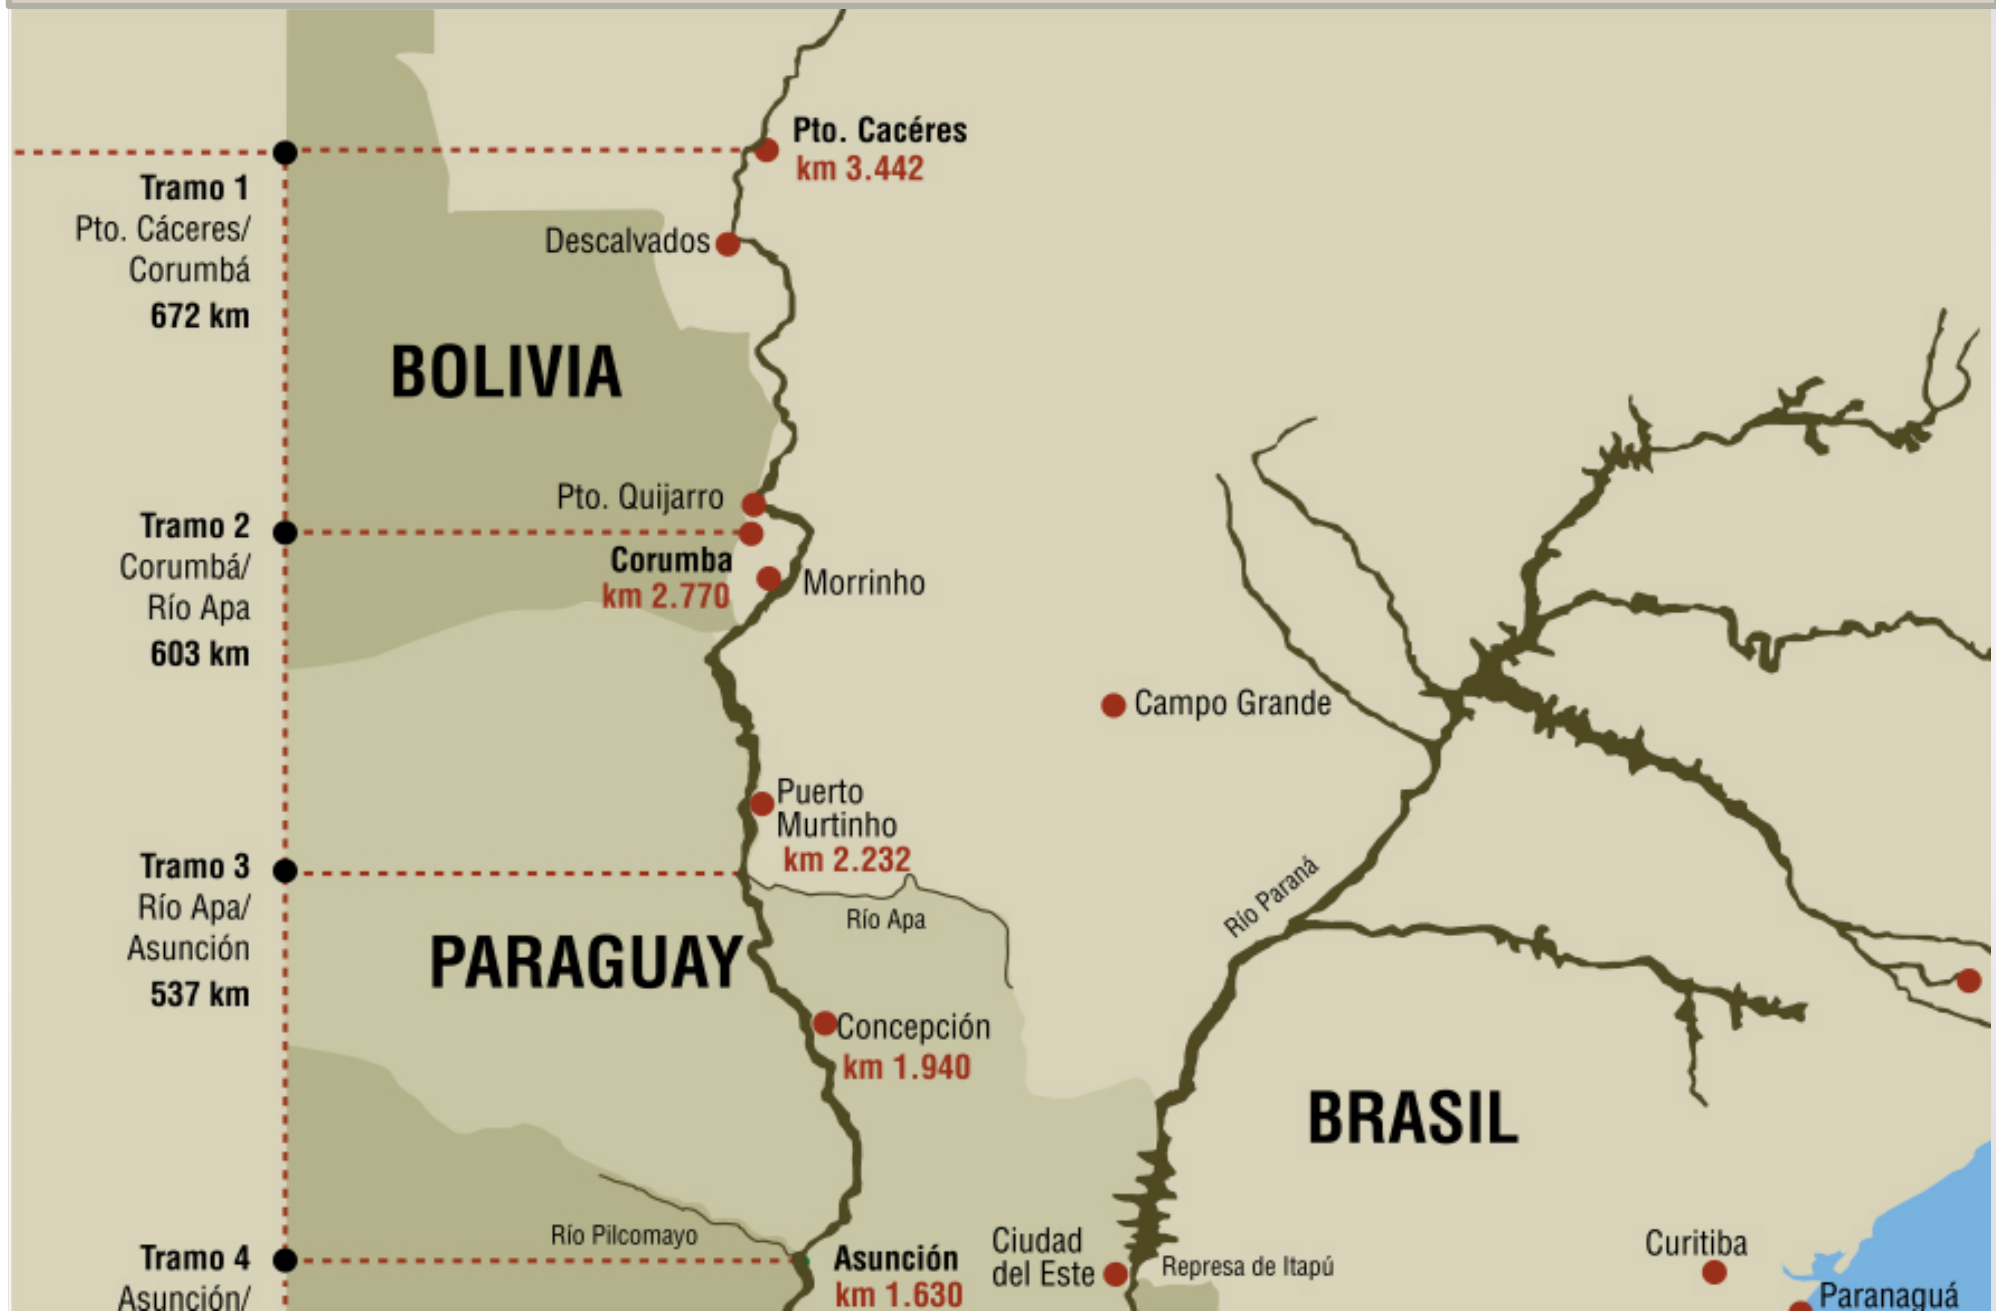 Pto. Cacéres
km 3.442
Tramo 1
Pto. Cáceres/
Corumbá
672 km
Descalvados
BOLIVIA
Pto. Quijarro
Tramo 2
Corumbá/
Río Apa
603 km
Corumba
km 2.770
Morrinho
Campo Grande
Puerto
Murtinho
km 2.232
Tramo 3
Río Apa/
Asunción
537 km
Río Apa
Río Paraná
PARAGUAY
Concepción
km 1.940
BRASIL
Río Pilcomayo
Tramo 4
Asunción/
Asunción
km 1.630
Ciudad
del Este
Represa de Itapú
Curitiba
Paranaguá